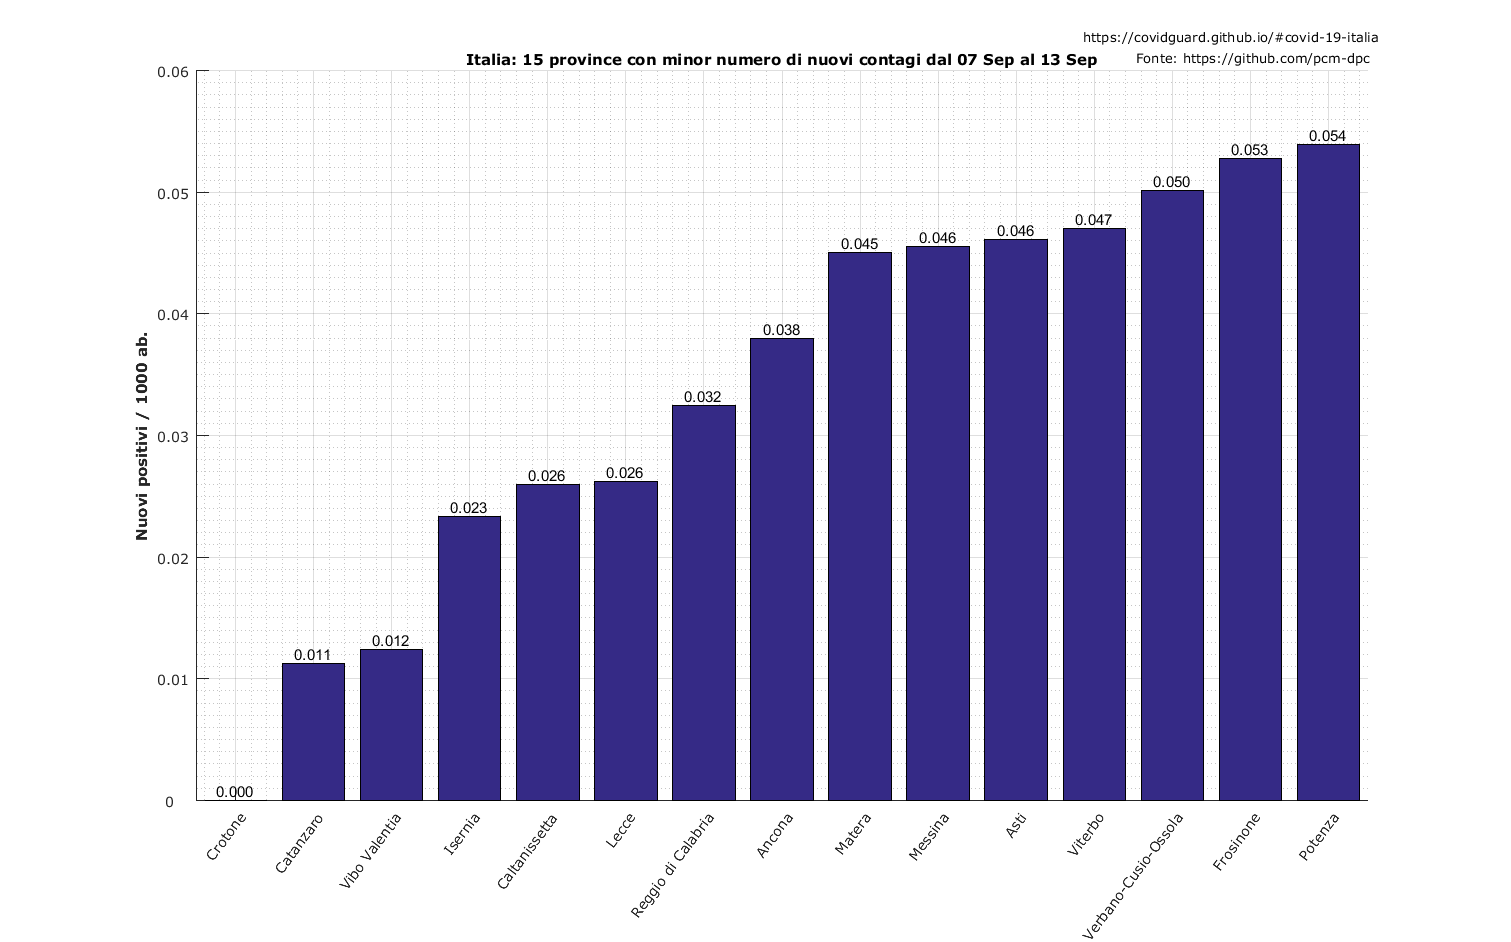 https://covidguard.github.io/#covid-19-italia
Italia: 15 province con minor numero di nuovi contagi dal 07 Sep al 13 Sep
Fonte: https://github.com/pcm-dpc
Nuovi positivi / 1000 ab.
0.06
0.05
0.04
0.03
0.02
0.01
0
0.000
0.011
0.012
0.023
0.026
0.026
0.032
0.038
0.045
0.046
0.046
0.047
0.050
0.053
0.054
Crotone
Catanzaro
Vibo Valentia
Isernia
Caltanissetta
Lecce
Reggio di Calabria
Ancona
Matera
Messina
Asti
Viterbo
Verbano-Cusio-Ossola
Frosinone
Potenza